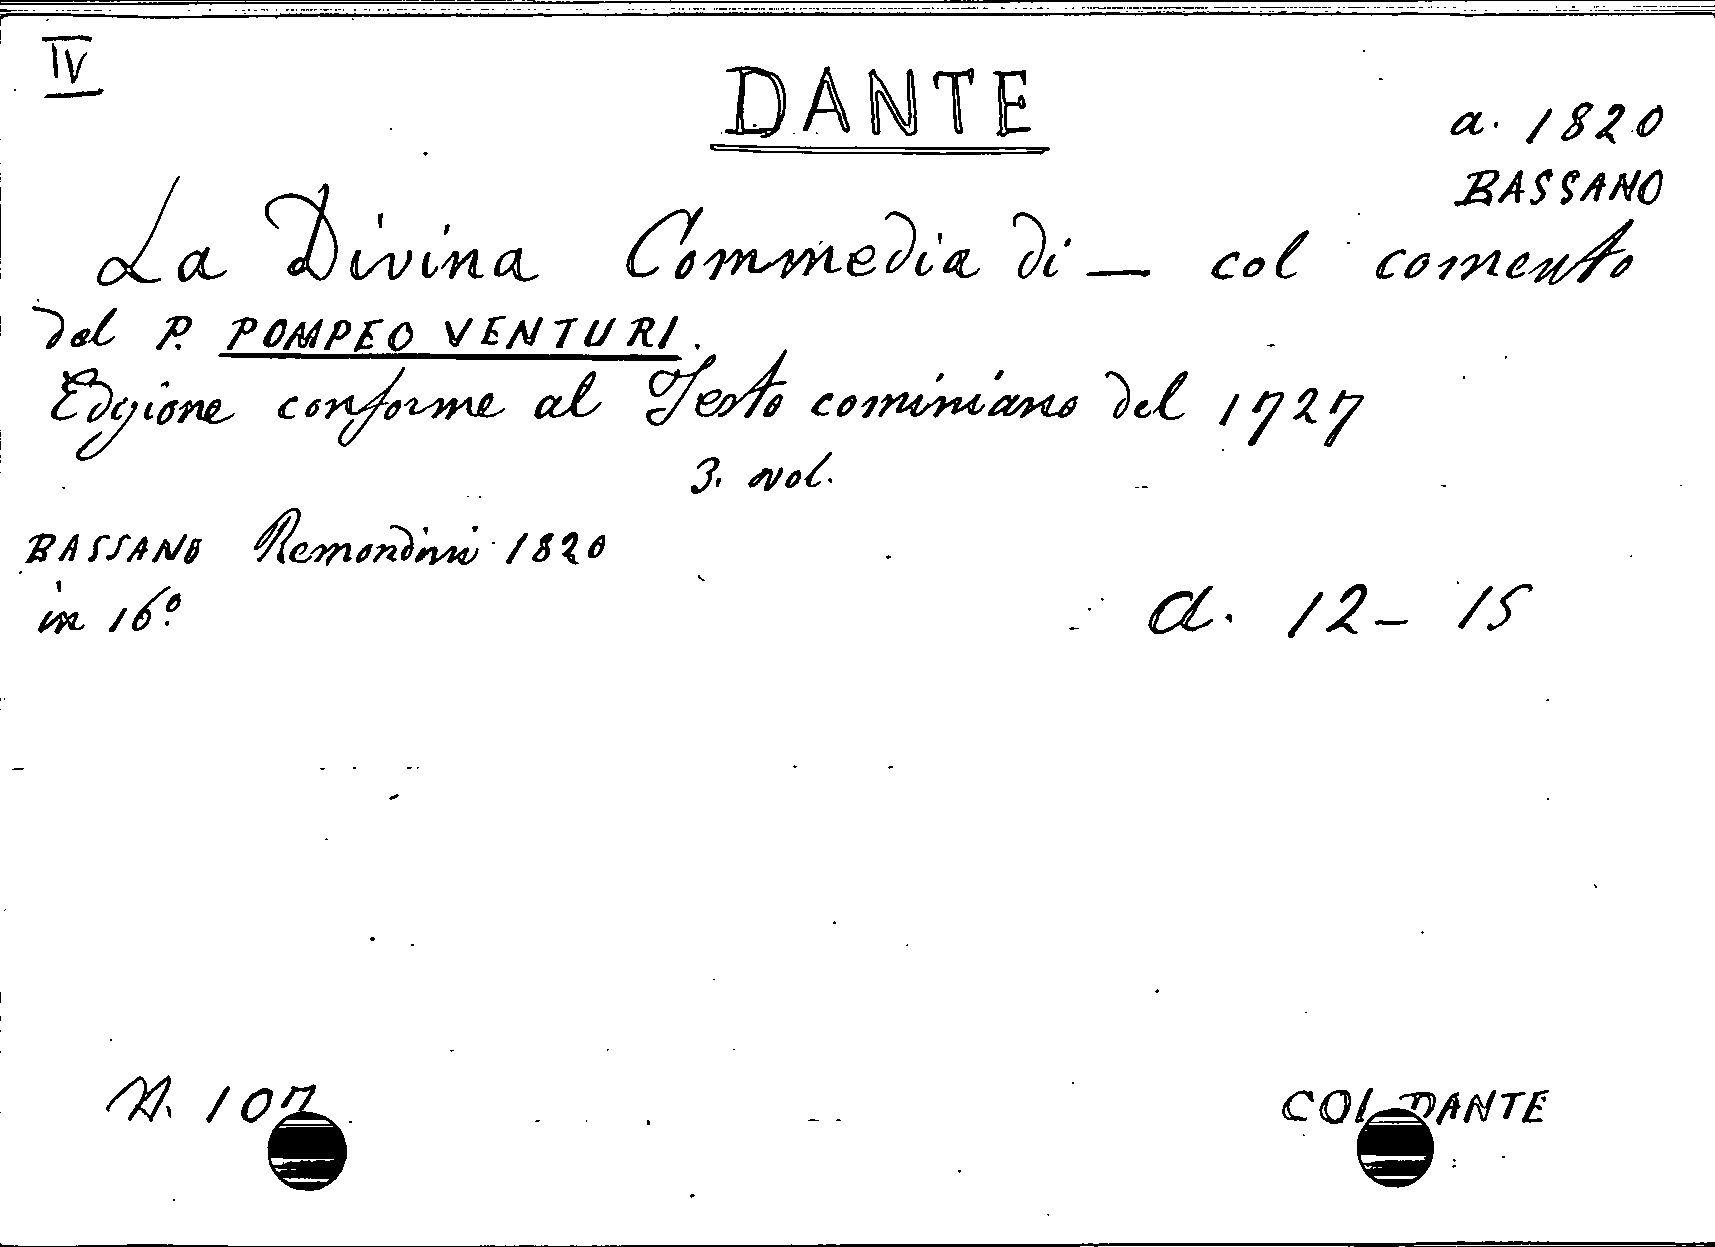 IV
DANTE
a. 1820
BASSANO
La Divina Commedia di — col comento
del P. POMPEO VENTURI.
Edizione conforme al Testo cominiano del 1727
3. vol.
BASSANO Remondini 1820
in 16º
a. 12 - 15
N. 107
COL DANTE